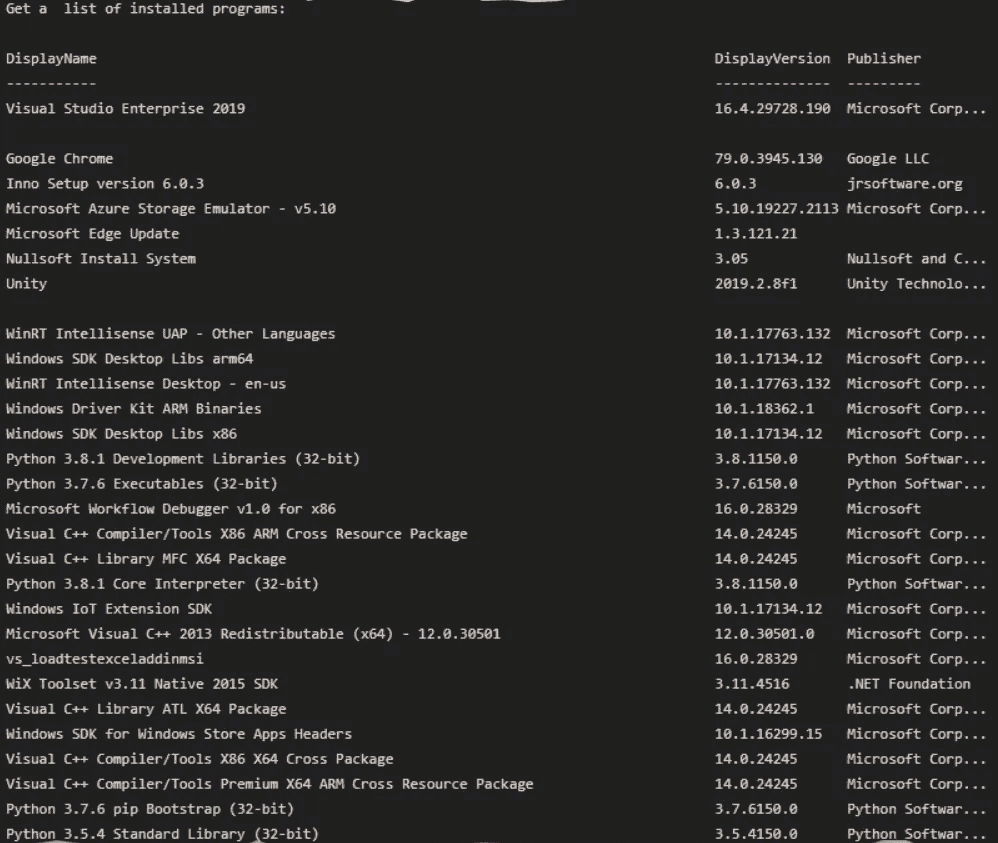 Get a  list of installed programs:
DisplayName DisplayVersion Publisher
----------- -------------- ---------
Visual Studio Enterprise 2019 16.4.29728.190 Microsoft Corp...
Google Chrome 79.0.3945.130 Google LLC
Inno Setup version 6.0.3 6.0.3 jrsoftware.org
Microsoft Azure Storage Emulator - v5.10 5.10.19227.2113 Microsoft Corp...
Microsoft Edge Update 1.3.121.21
Nullsoft Install System 3.05 Nullsoft and C...
Unity 2019.2.8f1 Unity Technolo...
WinRT Intellisense UAP - Other Languages 10.1.17763.132 Microsoft Corp...
Windows SDK Desktop Libs arm64 10.1.17134.12 Microsoft Corp...
WinRT Intellisense Desktop - en-us 10.1.17763.132 Microsoft Corp...
Windows Driver Kit ARM Binaries 10.1.18362.1 Microsoft Corp...
Windows SDK Desktop Libs x86 10.1.17134.12 Microsoft Corp...
Python 3.8.1 Development Libraries (32-bit) 3.8.1150.0 Python Softwar...
Python 3.7.6 Executables (32-bit) 3.7.6150.0 Python Softwar...
Microsoft Workflow Debugger v1.0 for x86 16.0.28329 Microsoft
Visual C++ Compiler/Tools X86 ARM Cross Resource Package 14.0.24245 Microsoft Corp...
Visual C++ Library MFC X64 Package 14.0.24245 Microsoft Corp...
Python 3.8.1 Core Interpreter (32-bit) 3.8.1150.0 Python Softwar...
Windows IoT Extension SDK 10.1.17134.12 Microsoft Corp...
Microsoft Visual C++ 2013 Redistributable (x64) - 12.0.30501 12.0.30501.0 Microsoft Corp...
vs_loadtestexceladdinmsi 16.0.28329 Microsoft Corp...
WiX Toolset v3.11 Native 2015 SDK 3.11.4516 .NET Foundation
Visual C++ Library ATL X64 Package 14.0.24245 Microsoft Corp...
Windows SDK for Windows Store Apps Headers 10.1.16299.15 Microsoft Corp...
Visual C++ Compiler/Tools X86 X64 Cross Package 14.0.24245 Microsoft Corp...
Visual C++ Compiler/Tools Premium X64 ARM Cross Resource Package 14.0.24245 Microsoft Corp...
Python 3.7.6 pip Bootstrap (32-bit) 3.7.6150.0 Python Softwar...
Python 3.5.4 Standard Library (32-bit) 3.5.4150.0 Python Softwar...